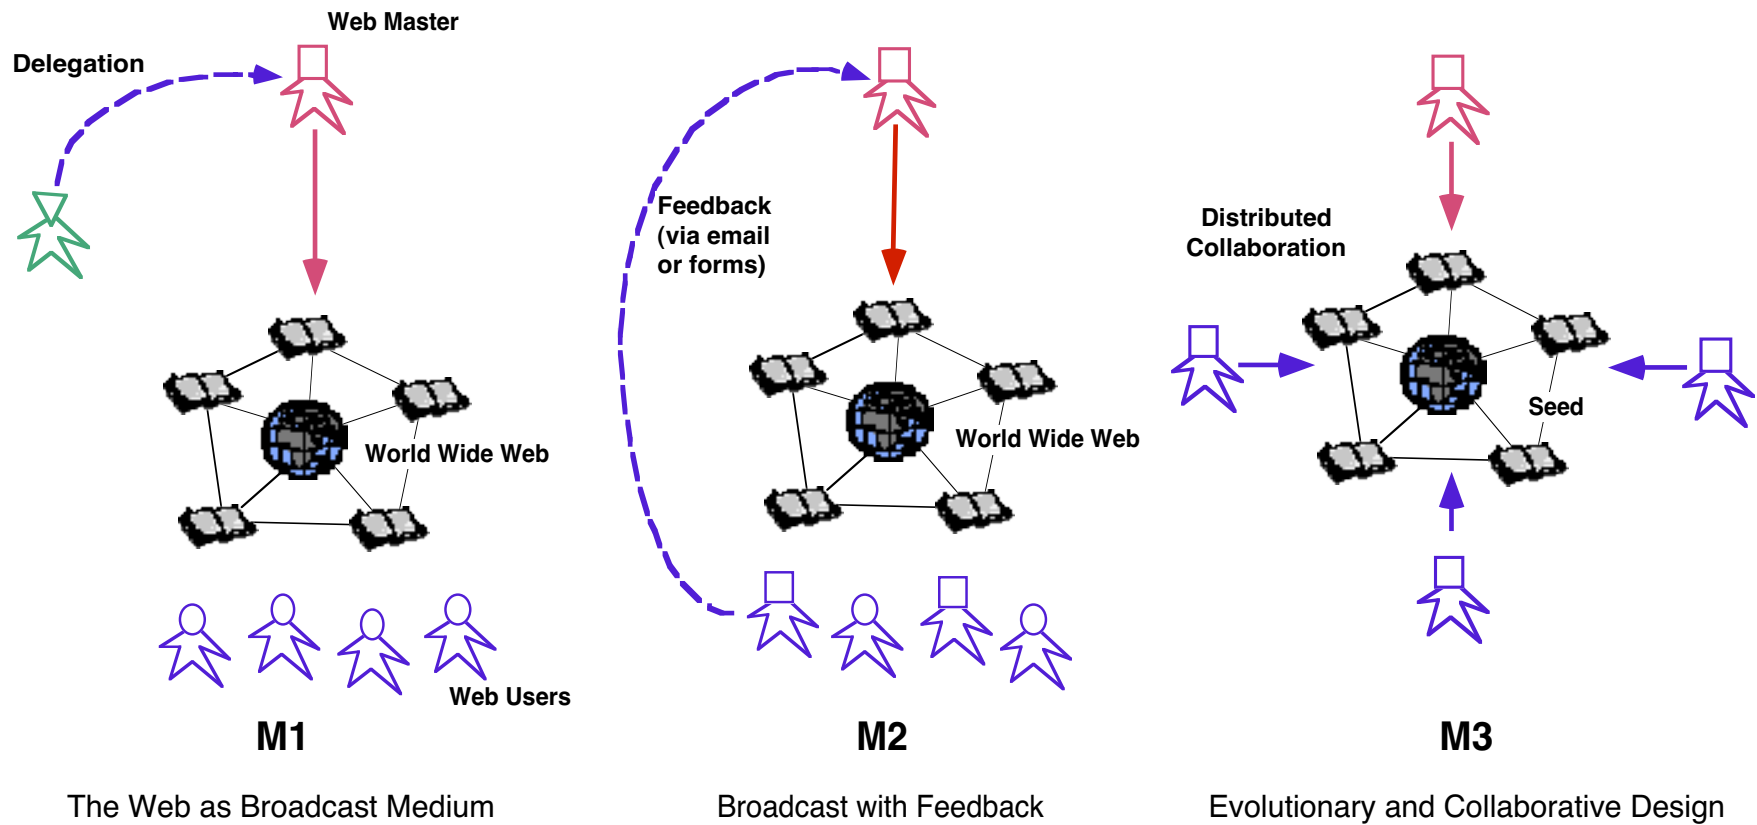 Web Master
Delegation
World Wide Web
Web Users
M1
The Web as Broadcast Medium
Feedback
(via email
or forms)
World Wide Web
M2
Broadcast with Feedback
Distributed
Collaboration
Seed
M3
Evolutionary and Collaborative Design